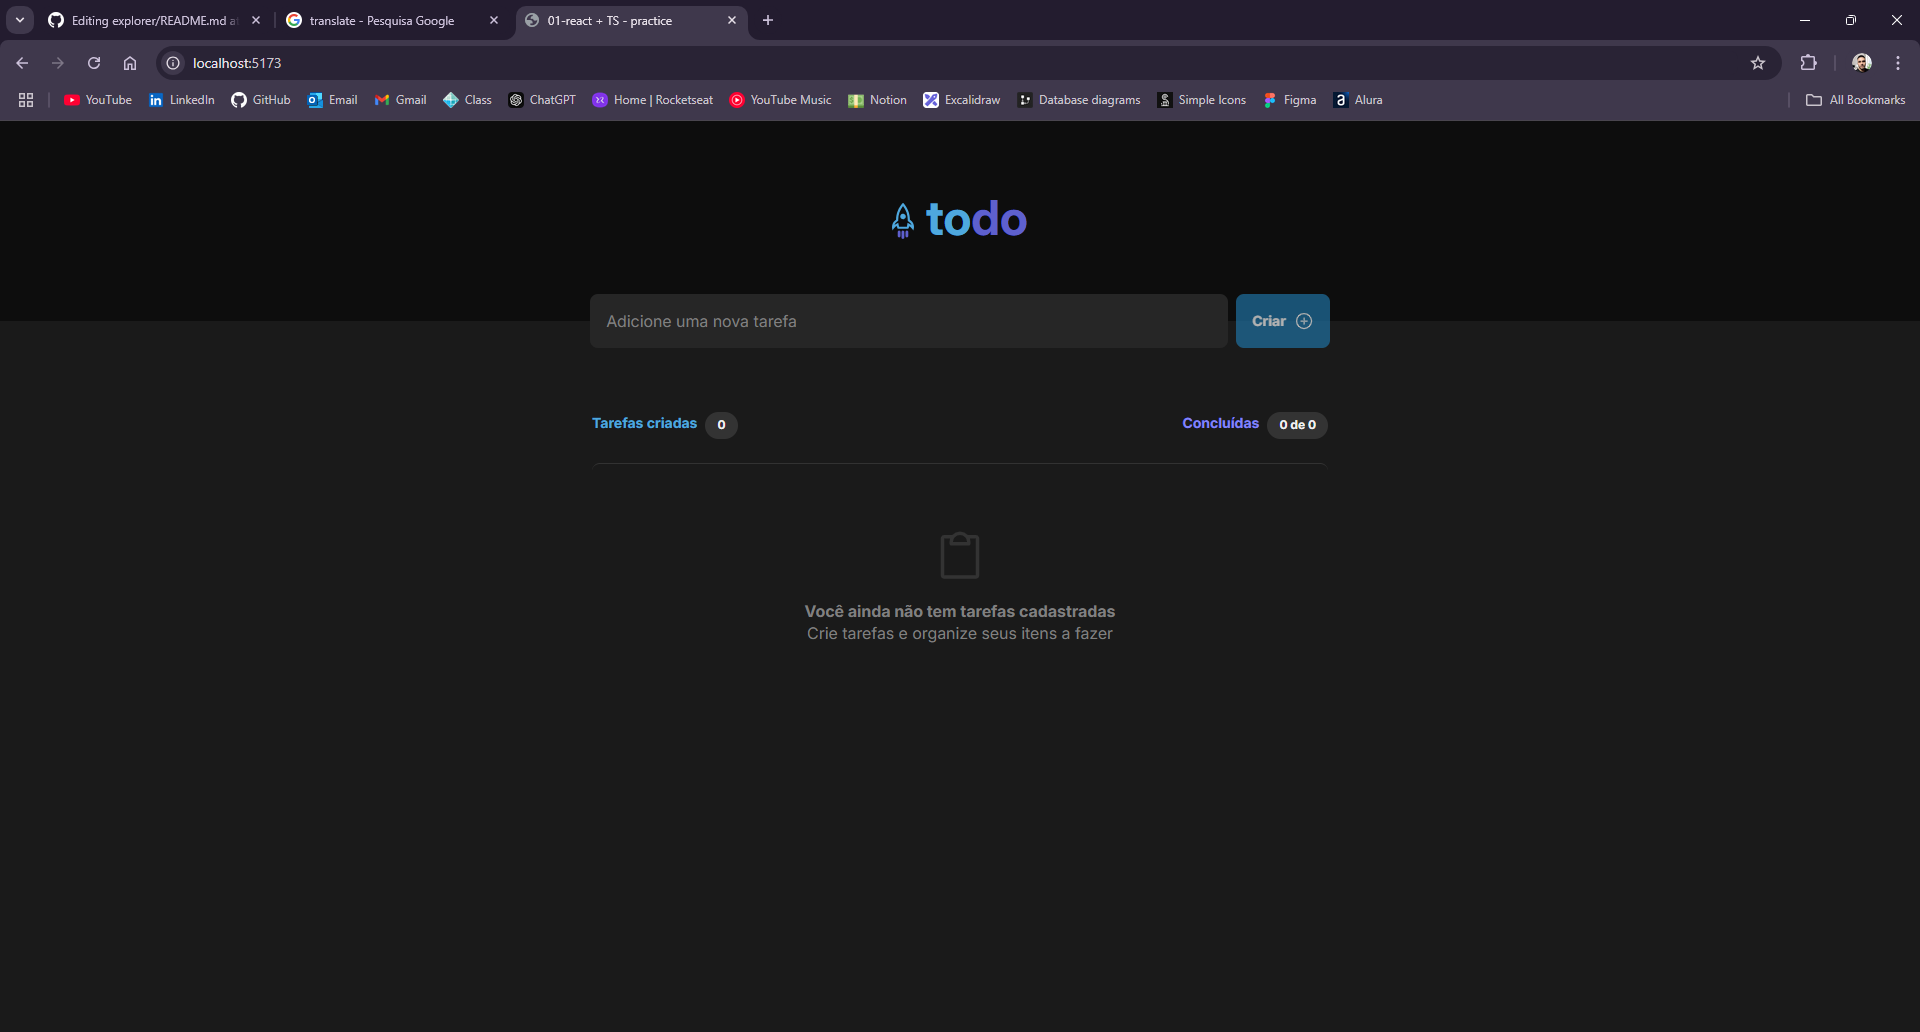 Editing explorer/README.md a
translate - Pesquisa Google
01-react + TS - practice
localhost:5173
YouTube
LinkedIn
GitHub
Email
Gmail
Class
ChatGPT
Home | Rocketseat
YouTube Music
Notion
Excalidraw
Database diagrams
Simple Icons
Figma
Alura
All Bookmarks
todo
Adicione uma nova tarefa
Criar
Tarefas criadas 0
Concluídas 0 de 0
Você ainda não tem tarefas cadastradas
Crie tarefas e organize seus itens a fazer